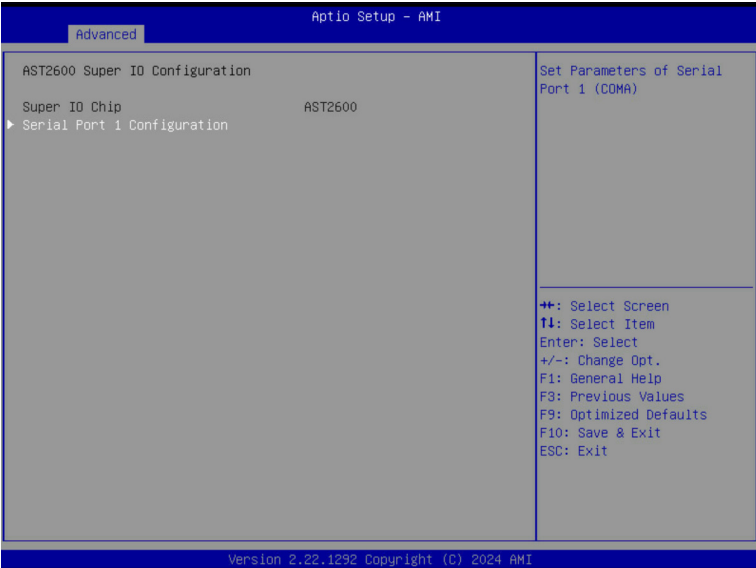 Aptio Setup – AMI
Advanced
AST2600 Super IO Configuration
Super IO Chip AST2600
▶ Serial Port 1 Configuration
Set Parameters of Serial
Port 1 (COMA)
→←: Select Screen
↑↓: Select Item
Enter: Select
+/-: Change Opt.
F1: General Help
F3: Previous Values
F9: Optimized Defaults
F10: Save & Exit
ESC: Exit
Version 2.22.1292 Copyright (C) 2024 AMI